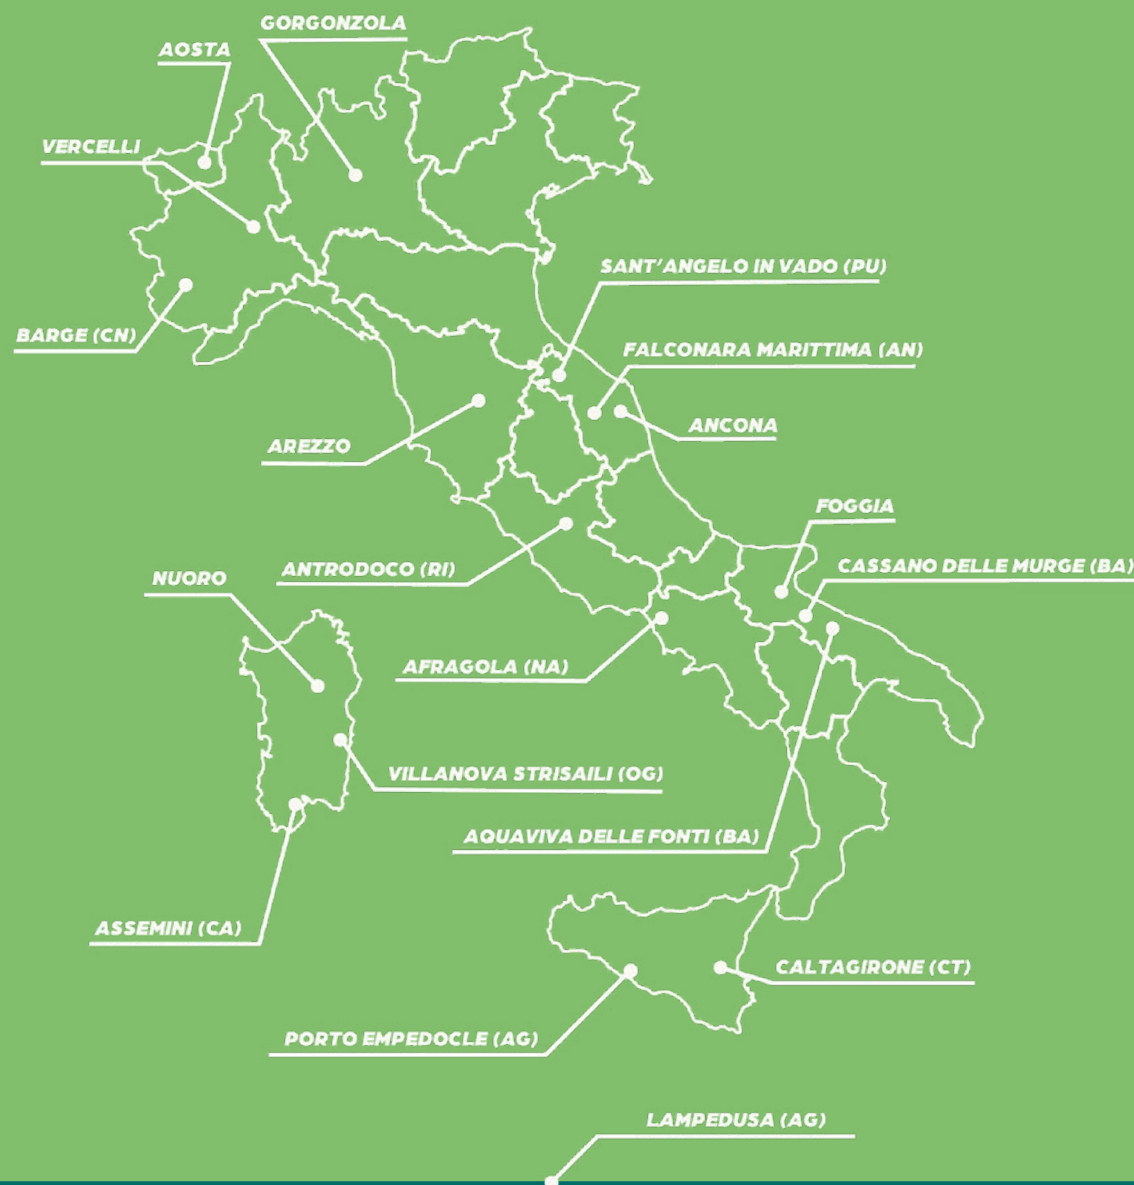 GORGONZOLA
AOSTA
VERCELLI
SANT'ANGELO IN VADO (PU)
BARGE (CN)
FALCONARA MARITTIMA (AN)
ANCONA
AREZZO
FOGGIA
CASSANO DELLE MURGE (BA)
ANTRODOCO (RI)
NUORO
AFRAGOLA (NA)
VILLANOVA STRISAILI (OG)
AQUAVIVA DELLE FONTI (BA)
ASSEMINI (CA)
CALTAGIRONE (CT)
PORTO EMPEDOCLE (AG)
LAMPEDUSA (AG)